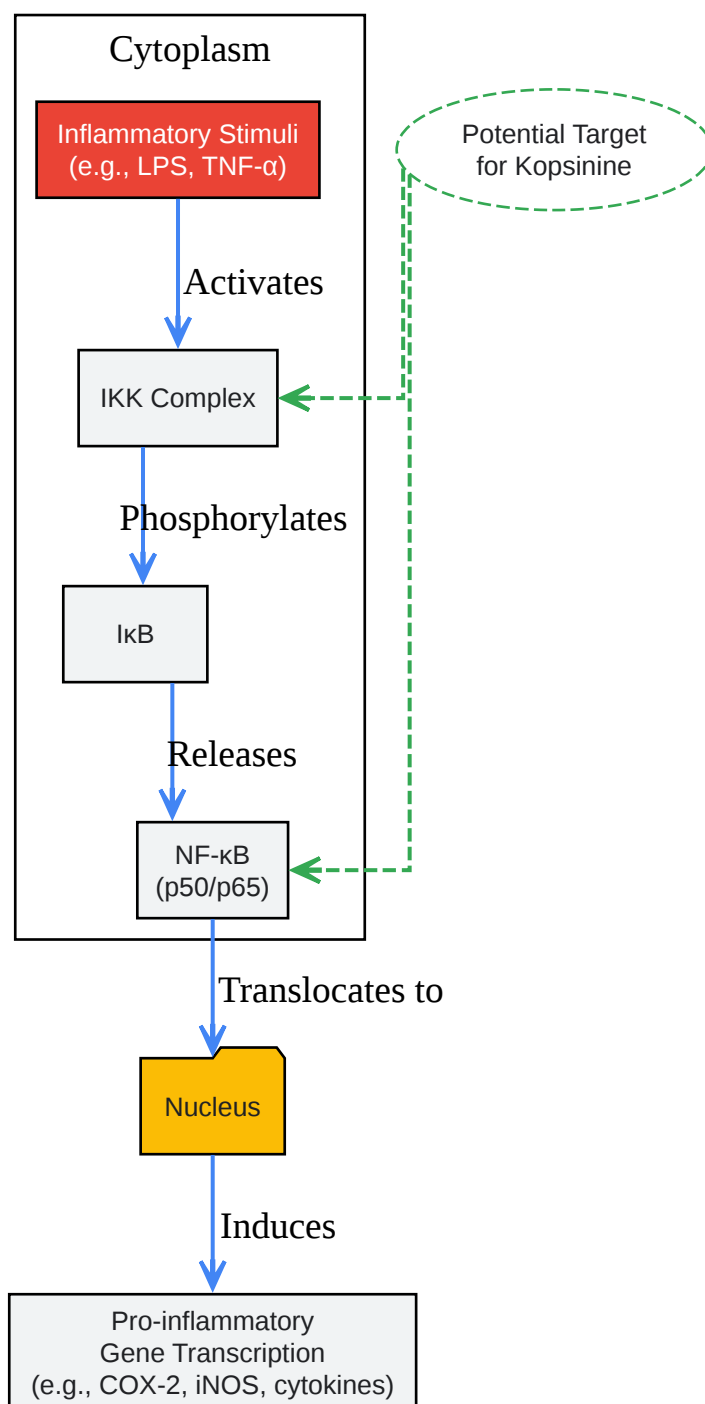 Cytoplasm
Inflammatory Stimuli
(e.g., LPS, TNF-α)
Potential Target
for Kopsinine
Activates
IKK Complex
Phosphorylates
IκB
Releases
NF-κB
(p50/p65)
Translocates to
Nucleus
Induces
Pro-inflammatory
Gene Transcription
(e.g., COX-2, iNOS, cytokines)